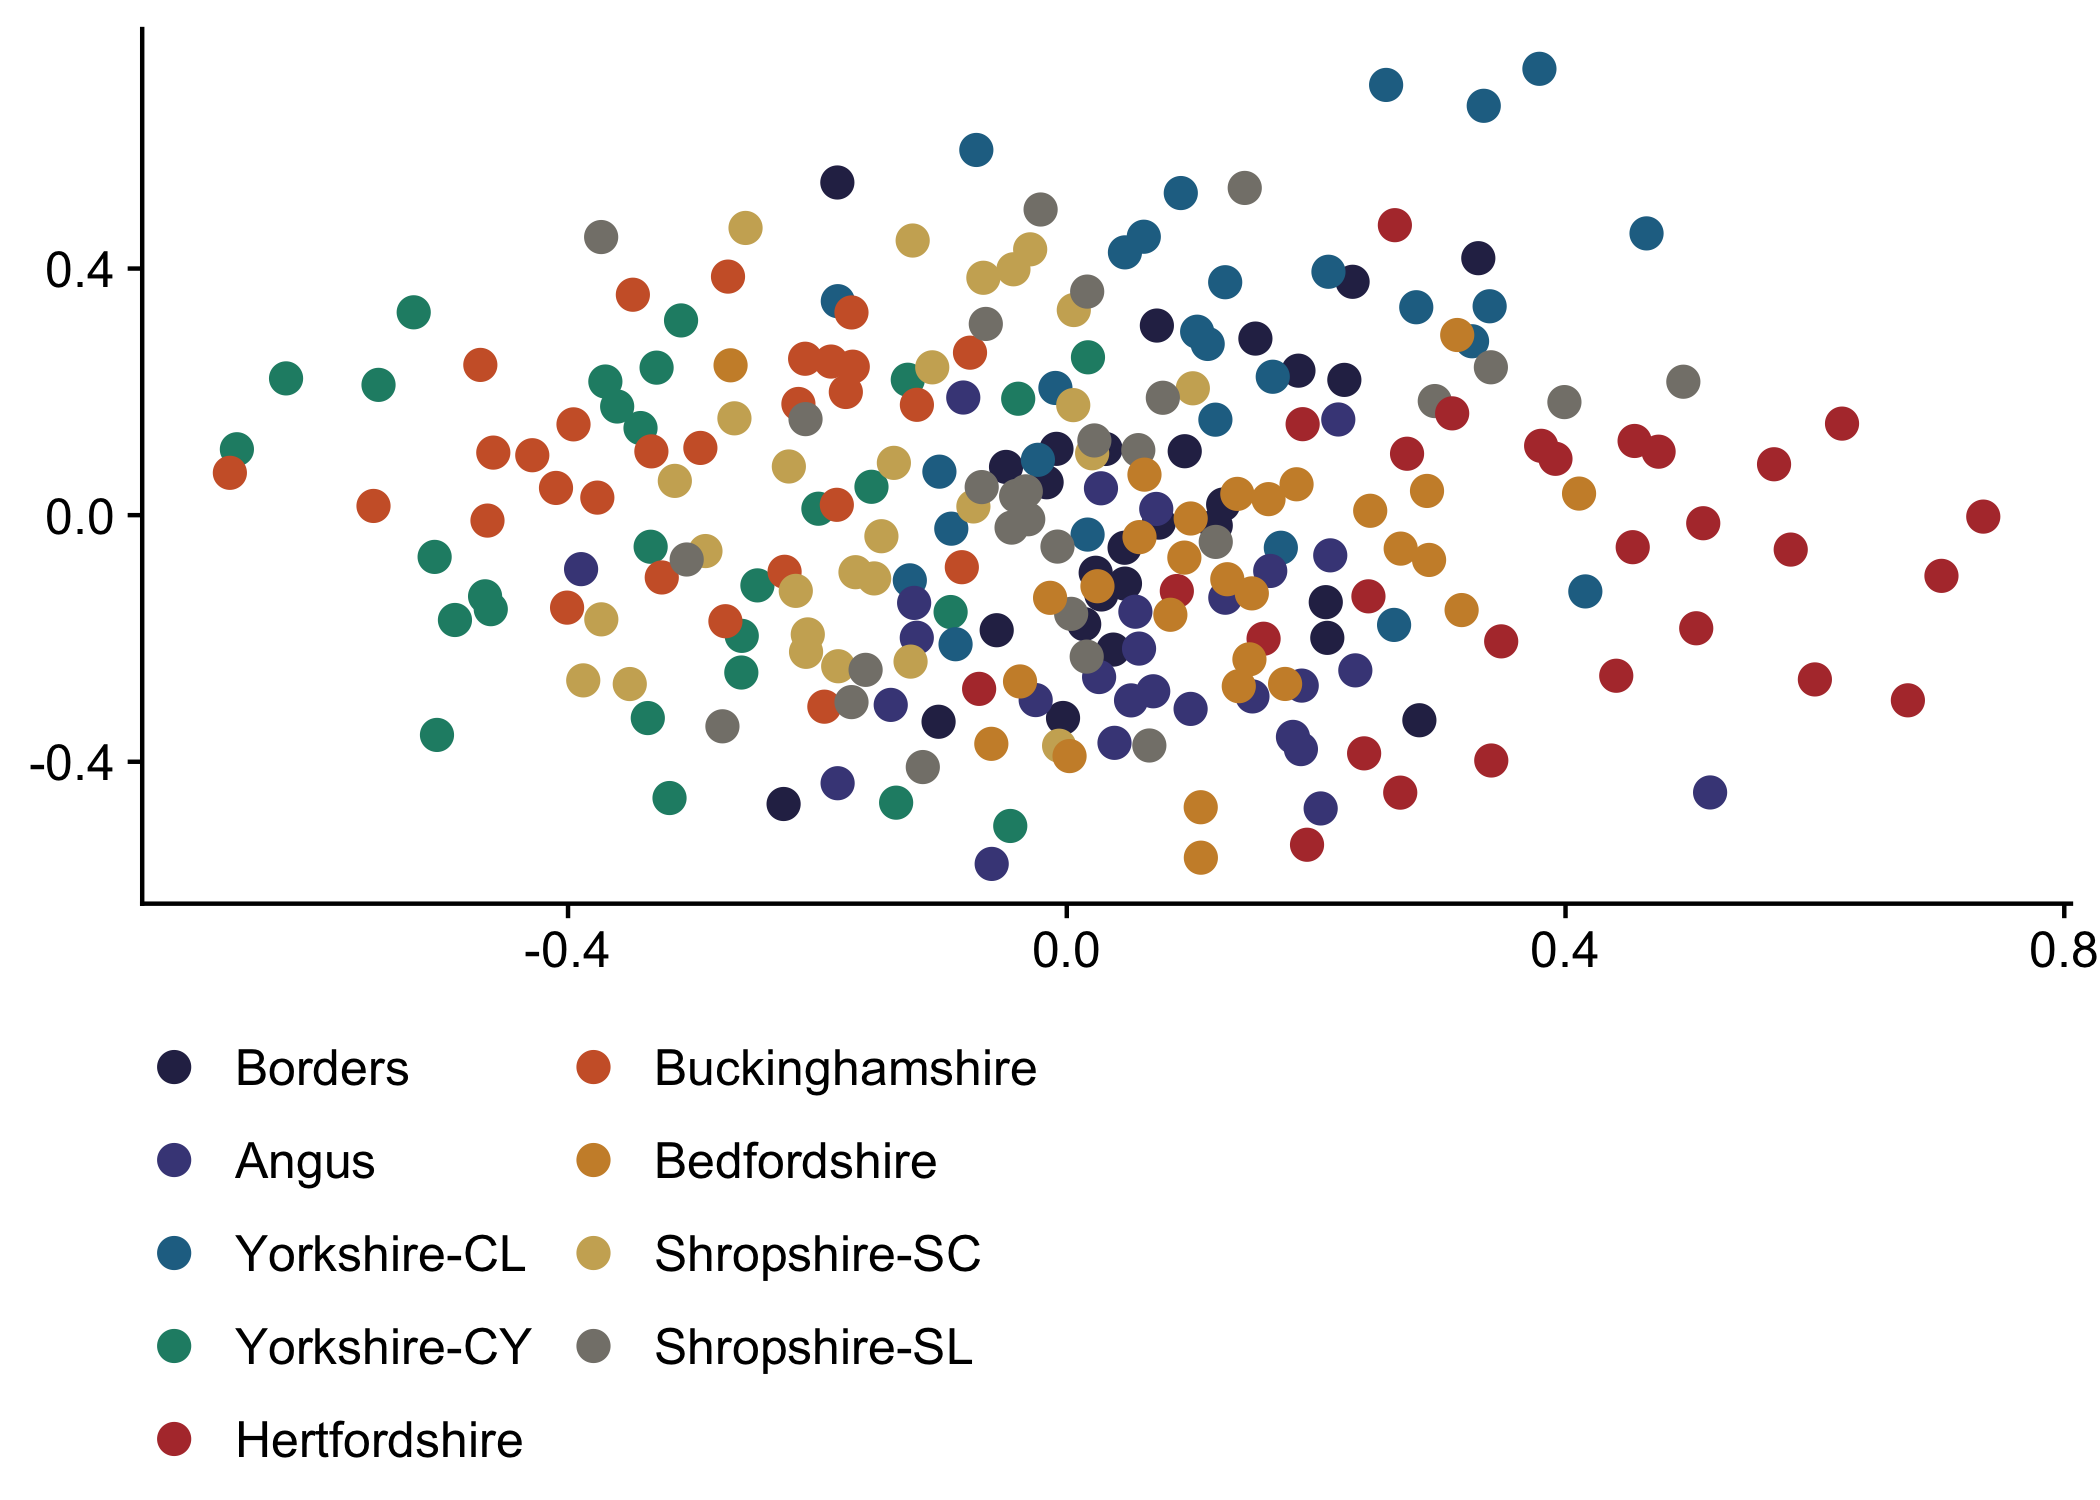 0.4
0.0
-0.4
-0.4 0.0 0.4 0.8
Borders
Angus
Yorkshire-CL
Yorkshire-CY
Hertfordshire
Buckinghamshire
Bedfordshire
Shropshire-SC
Shropshire-SL